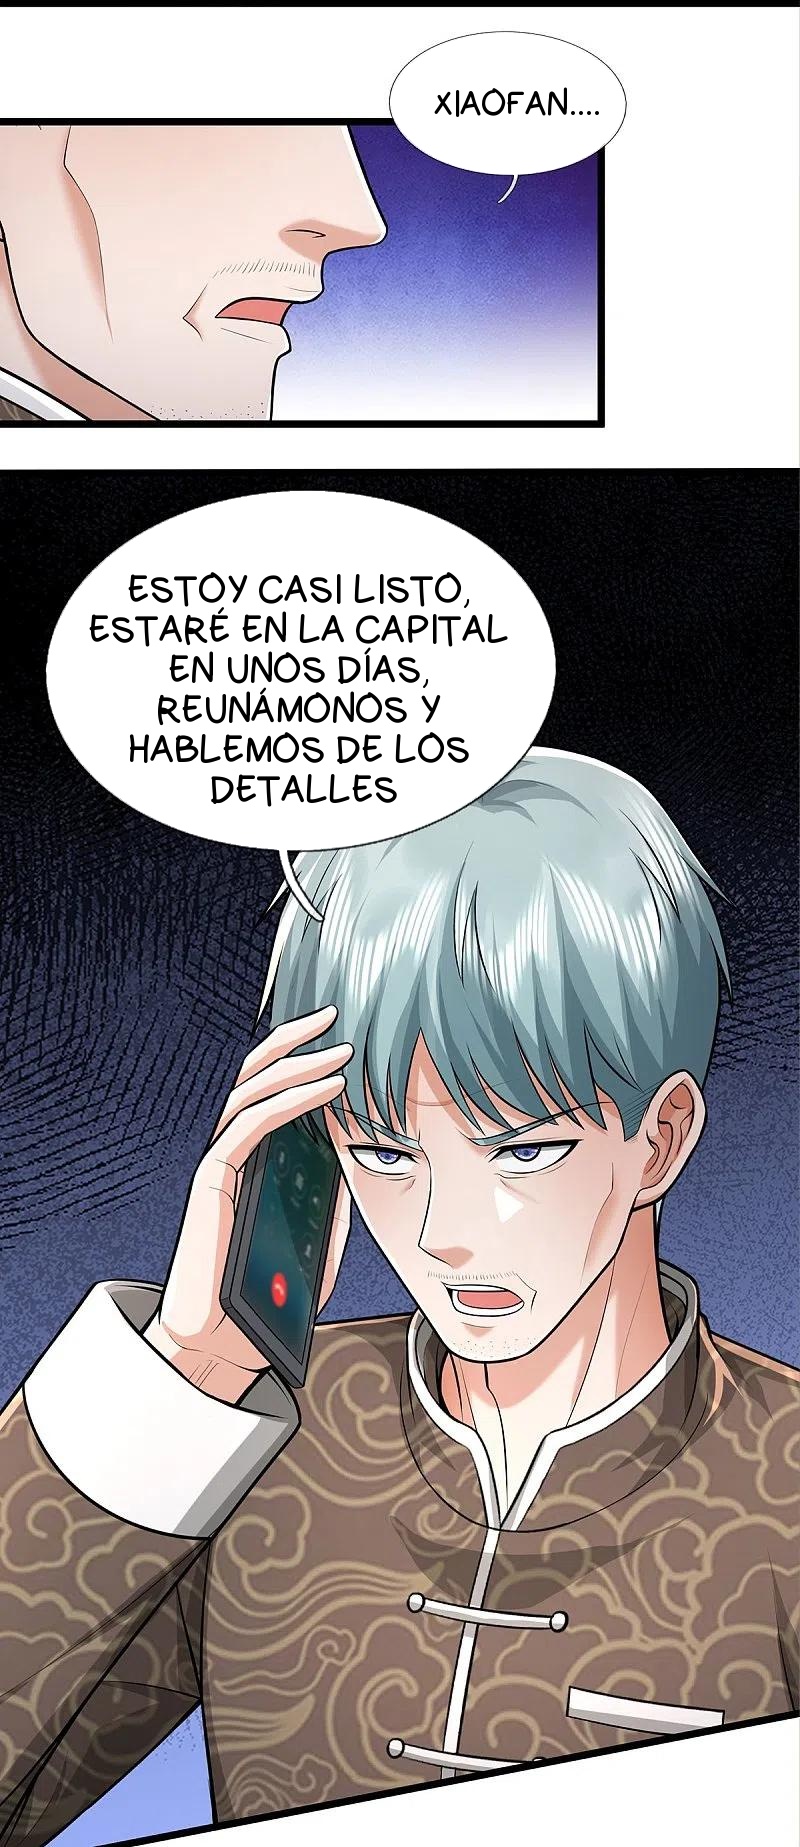 XIAOFAN....
ESTOY CASI LISTO,
ESTARÉ EN LA CAPITAL
EN UNOS DÍAS,
REUNÁMONOS Y
HABLEMOS DE LOS
DETALLES